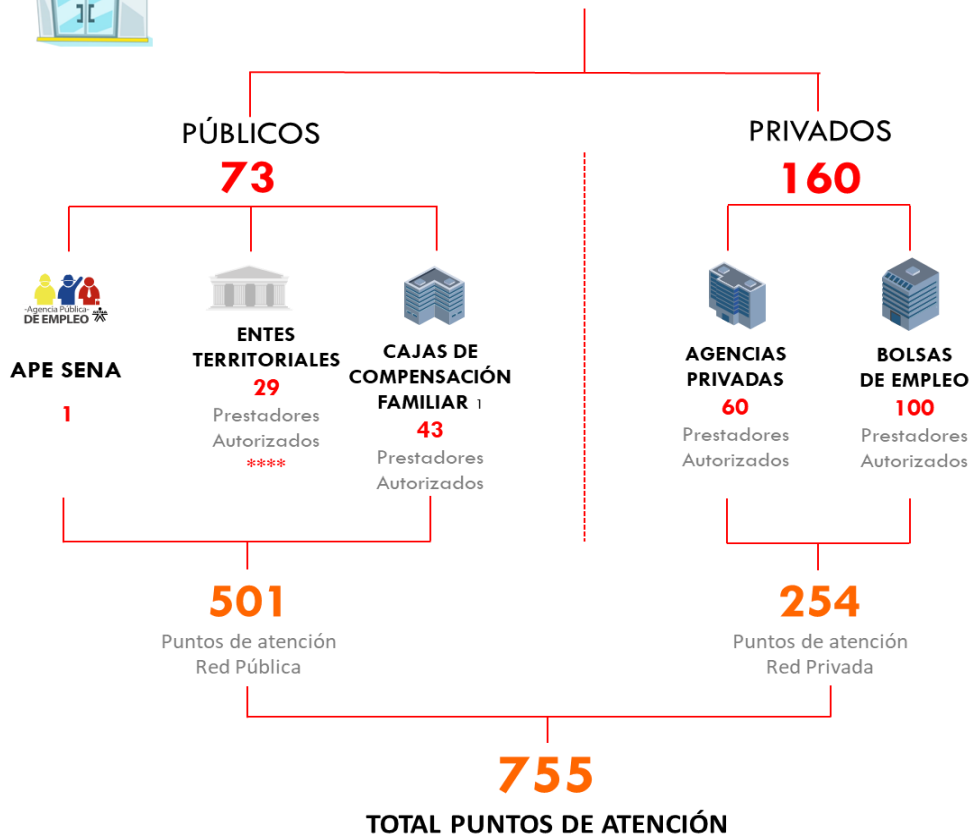 PÚBLICOS
73
PRIVADOS
160
-Agencia Pública-
DE EMPLEO
APE SENA
1
ENTES
TERRITORIALES
29
Prestadores
Autorizados
****
CAJAS DE
COMPENSACIÓN
FAMILIAR 1
43
Prestadores
Autorizados
AGENCIAS
PRIVADAS
60
Prestadores
Autorizados
BOLSAS
DE EMPLEO
100
Prestadores
Autorizados
501
Puntos de atención
Red Pública
254
Puntos de atención
Red Privada
755
TOTAL PUNTOS DE ATENCIÓN